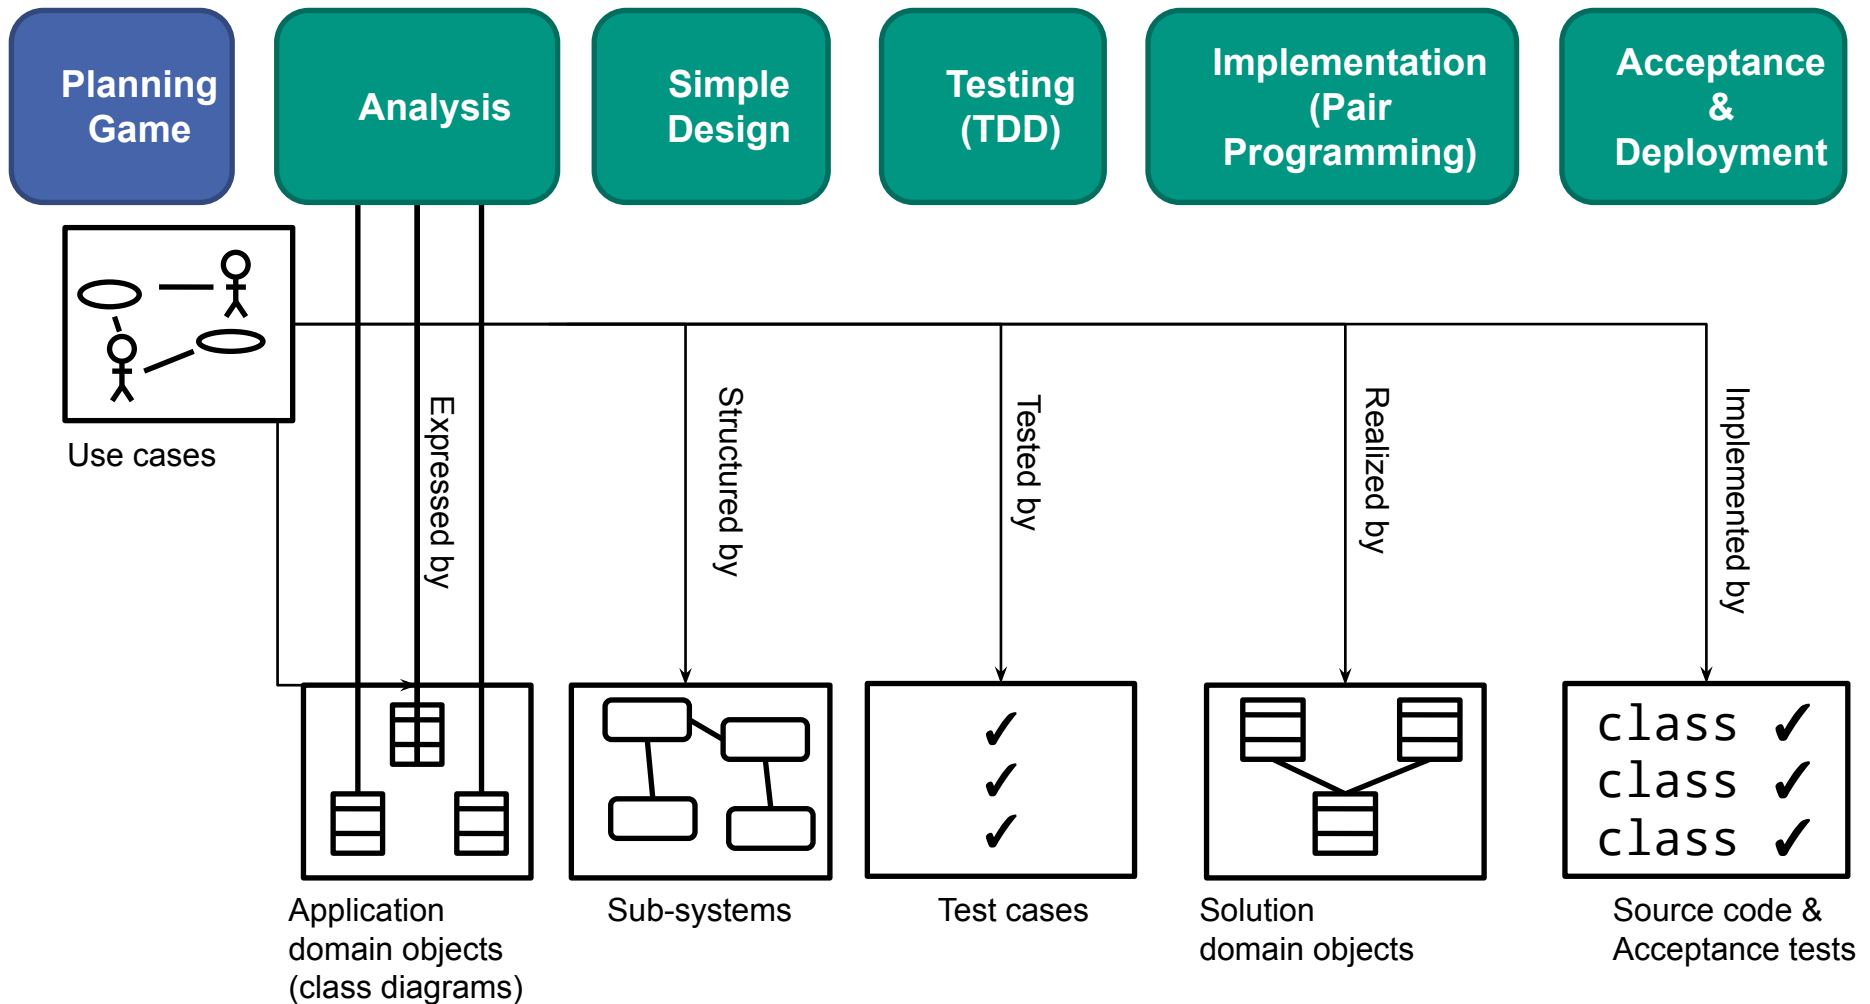 Planning
Game
Analysis
Simple
Design
Testing
(TDD)
Implementation
(Pair
Programming)
Acceptance
&
Deployment
Use cases
Expressed by
Structured by
Tested by
Realized by
Implemented by
class ✓
class ✓
class ✓
Application
domain objects
(class diagrams)
Sub-systems
Test cases
Solution
domain objects
Source code &
Acceptance tests